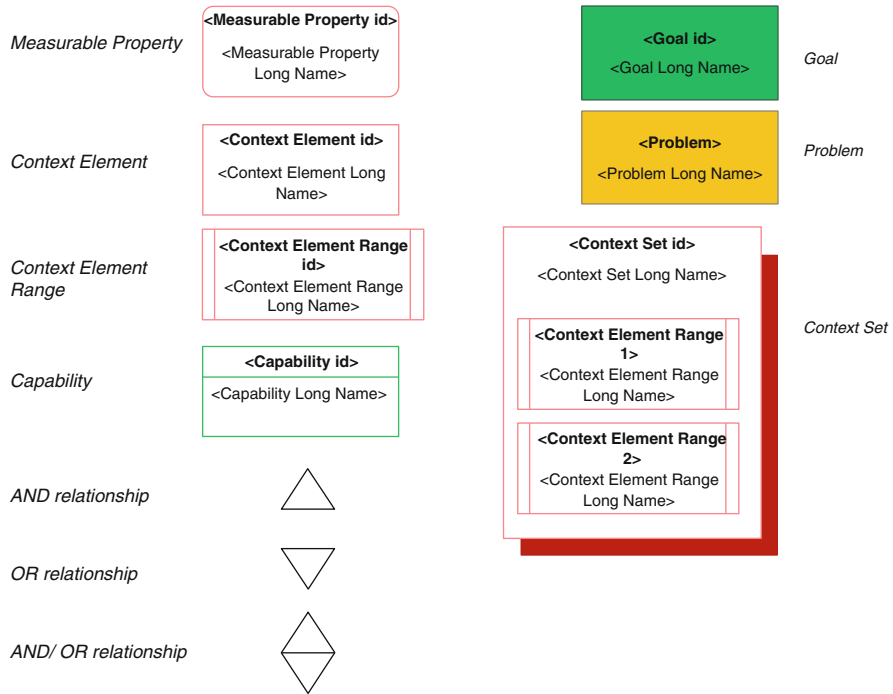 Measurable Property
<Measurable Property id>
<Measurable Property
Long Name>
Context Element
<Context Element id>
<Context Element Long
Name>
Context Element
Range
<Context Element Range
id>
<Context Element Range
Long Name>
Capability
<Capability id>
<Capability Long Name>
AND relationship
OR relationship
AND/ OR relationship
<Goal id>
<Goal Long Name>
Goal
<Problem>
<Problem Long Name>
Problem
<Context Set id>
<Context Set Long Name>
<Context Element Range
1>
<Context Element Range
Long Name>
<Context Element Range
2>
<Context Element Range
Long Name>
Context Set